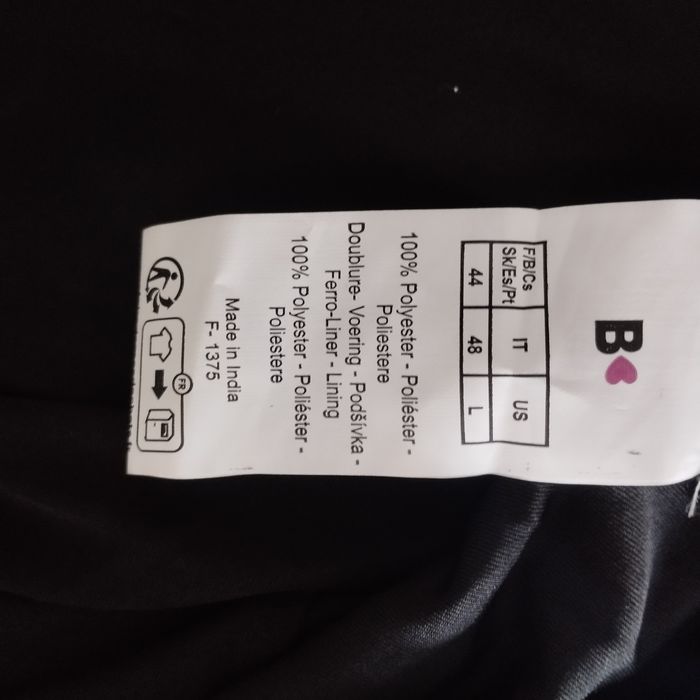 B
F/B/Cs IT US
Sk/Es/Pt
44 48 L
100% Polyester - Poliéster -
Poliestere
Doublure- Voering - Podšívka -
Ferro-Liner - Lining
100% Polyester - Poliéster -
Poliestere
Made in India
F- 1375
FR